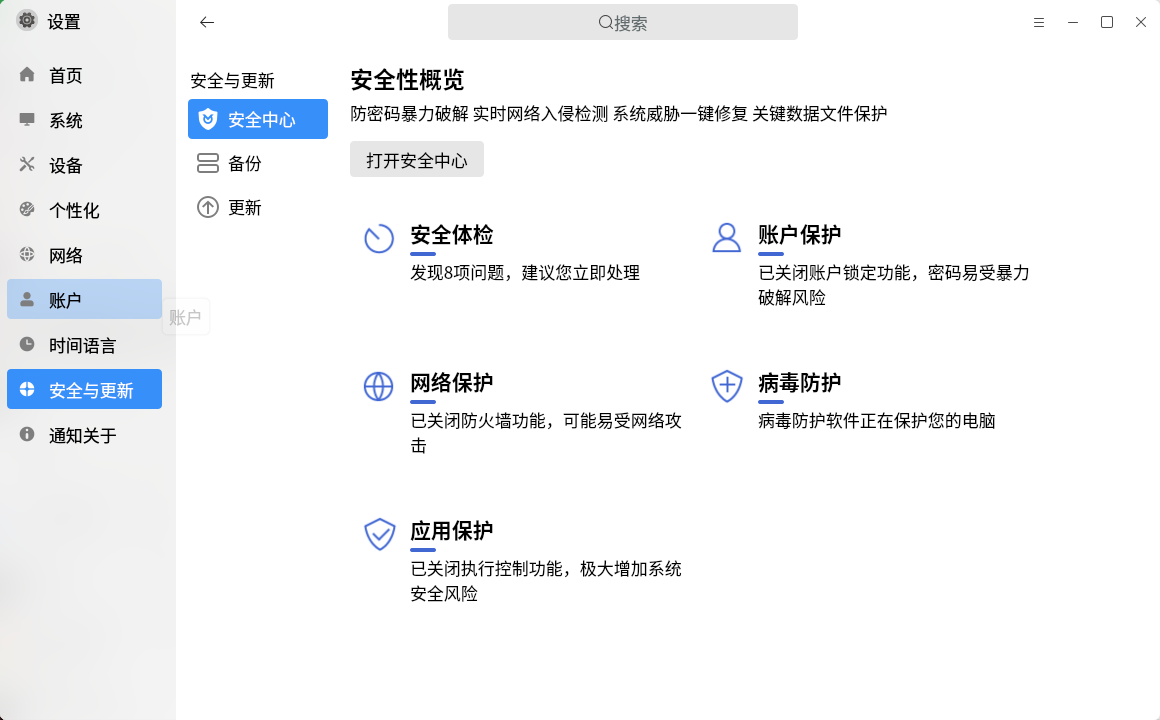 设置
搜索
首页
系统
设备
个性化
网络
账户
账户
时间语言
安全与更新
通知关于
安全与更新
安全中心
备份
更新
安全性概览
防密码暴力破解 实时网络入侵检测 系统威胁一键修复 关键数据文件保护
打开安全中心
安全体检
发现8项问题，建议您立即处理
账户保护
已关闭账户锁定功能，密码易受暴力
破解风险
网络保护
已关闭防火墙功能，可能易受网络攻
击
病毒防护
病毒防护软件正在保护您的电脑
应用保护
已关闭执行控制功能，极大增加系统
安全风险